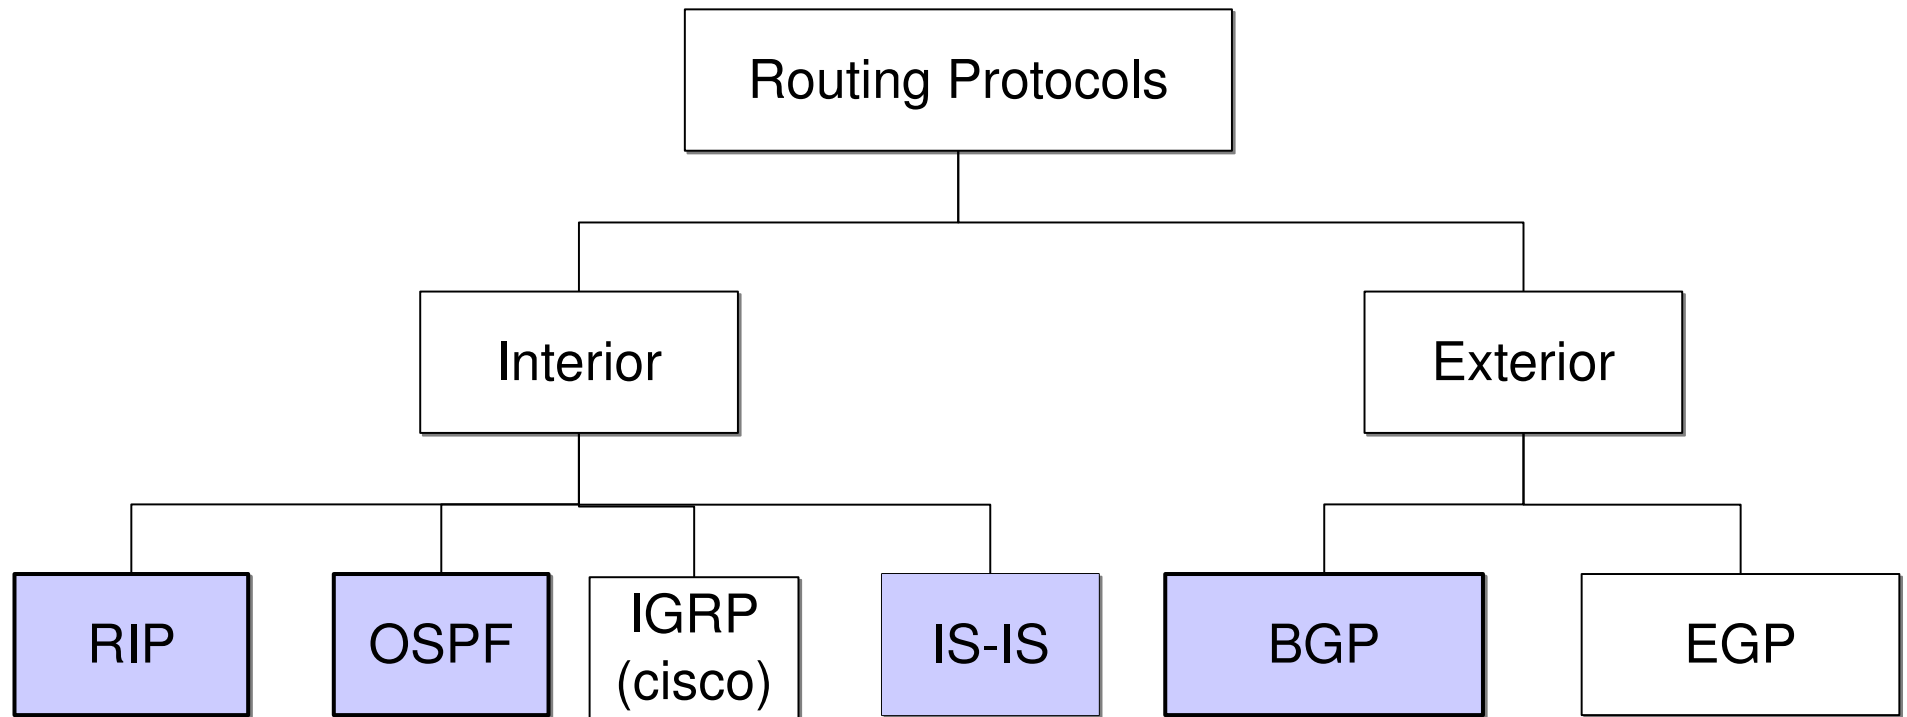 Routing Protocols
Interior
Exterior
RIP
OSPF
IGRP
(cisco)
IS-IS
BGP
EGP